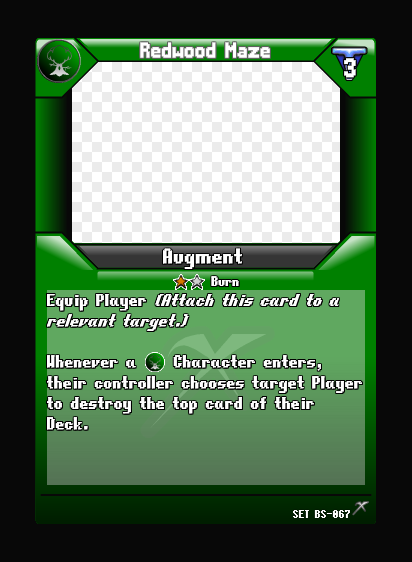 Redwood Maze
3
Augment
Burn
Equip Player (Attach this card to a
relevant target.)
Whenever a Character enters,
their controller chooses target Player
to destroy the top card of their
Deck.
SET BS-067